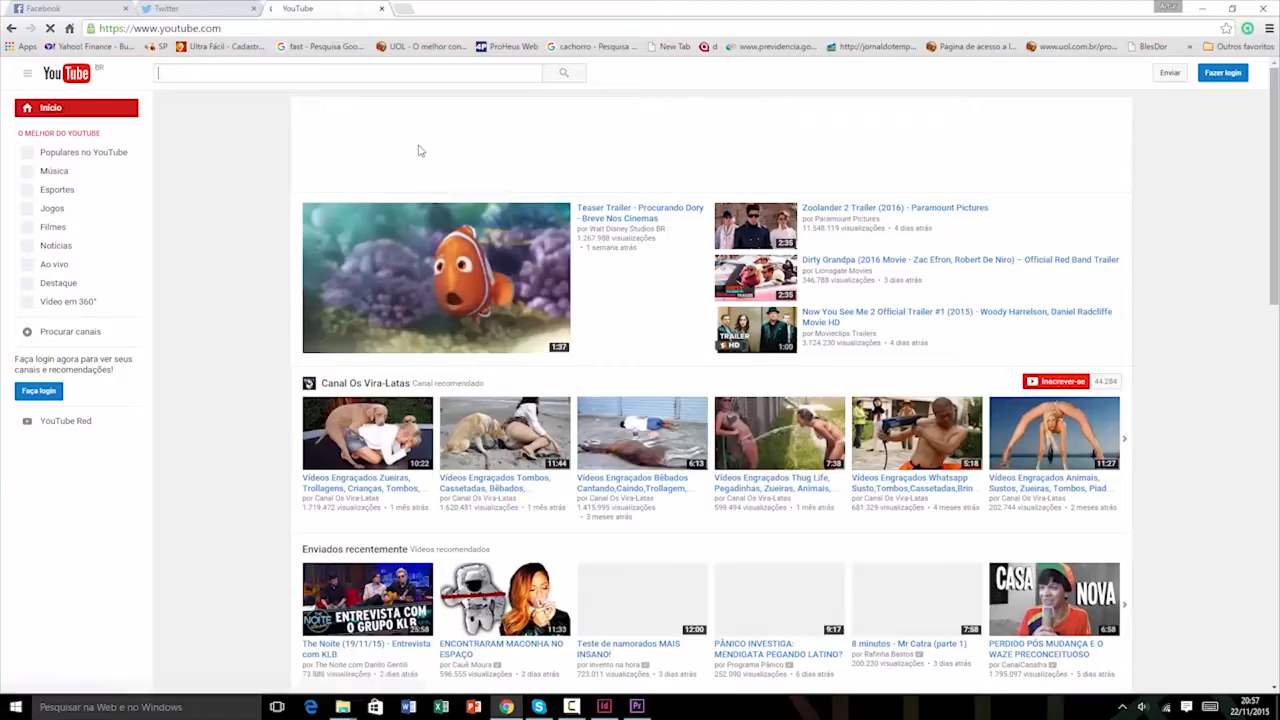 Facebook
Twitter
YouTube
Artur
https://www.youtube.com
Apps
Yahoo! Finance - Bu...
SP
Ultra Fácil - Cadastr...
fast - Pesquisa Goo...
UOL - O melhor con...
ProHeus Web
cachorro - Pesquisa ...
New Tab
d
www.previdencia.go...
http://jornaldotemp...
Página de acesso a l...
www.uol.com.br/pro...
BlesDor
Outros favoritos
YouTube BR
Enviar
Fazer login
Início
O MELHOR DO YOUTUBE
Populares no YouTube
Música
Esportes
Jogos
Filmes
Notícias
Ao vivo
Destaque
Vídeo em 360°
Procurar canais
Faça login agora para ver seus
canais e recomendações!
Faça login
YouTube Red
1:37
Teaser Trailer - Procurando Dory
- Breve Nos Cinemas
por Walt Disney Studios BR
1.267.988 visualizações
• 1 semana atrás
2:35
Zoolander 2 Trailer (2016) - Paramount Pictures
por Paramount Pictures
11.548.119 visualizações • 4 dias atrás
2:35
Dirty Grandpa (2016 Movie - Zac Efron, Robert De Niro) – Official Red Band Trailer
por Lionsgate Movies
346.788 visualizações • 3 dias atrás
TRAILER
HD
1:00
Now You See Me 2 Official Trailer #1 (2015) - Woody Harrelson, Daniel Radcliffe
Movie HD
por Movieclips Trailers
3.124.230 visualizações • 4 dias atrás
Canal Os Vira-Latas Canal recomendado
Inscrever-se 44.284
10:22
Vídeos Engraçados Zueiras,
Trollagens, Crianças, Tombos,...
por Canal Os Vira-Latas
1.719.472 visualizações • 1 mês atrás
11:44
Vídeos Engraçados Tombos,
Cassetadas, Bêbados,...
por Canal Os Vira-Latas
1.620.481 visualizações • 1 mês atrás
6:13
Vídeos Engraçados Bêbados
Cantando,Caindo,Trollagem,...
por Canal Os Vira-Latas
1.415.995 visualizações
• 3 meses atrás
7:38
Vídeos Engraçados Thug Life,
Pegadinhas, Zueiras, Animais,...
por Canal Os Vira-Latas
599.494 visualizações • 1 mês atrás
5:18
Vídeos Engraçados Whatsapp
Susto,Tombos,Cassetadas,Brin...
por Canal Os Vira-Latas
681.329 visualizações • 4 meses atrás
11:27
Vídeos Engraçados Animais,
Sustos, Zueiras, Tombos, Piad...
por Canal Os Vira-Latas
202.744 visualizações • 2 meses atrás
Enviados recentemente Vídeos recomendados
THE NOITE
ENTREVISTA COM
O GRUPO KLB
25:58
The Noite (19/11/15) - Entrevista
com KLB
por The Noite com Danilo Gentili
73.886 visualizações • 2 dias atrás
11:33
ENCONTRARAM MACONHA NO
ESPAÇO
por Cauê Moura
596.555 visualizações • 2 dias atrás
12:00
Teste de namorados MAIS
INSANO!
por invento na hora
723.011 visualizações • 3 dias atrás
9:17
PÂNICO INVESTIGA:
MENDIGATA PEGANDO LATINO?
por Programa Pânico
252.090 visualizações • 6 dias atrás
7:58
8 minutos - Mr Catra (parte 1)
por Rafinha Bastos
200.230 visualizações • 3 dias atrás
CASA
NOVA
6:58
PERDIDO PÓS MUDANÇA E O
WAZE PRECONCEITUOSO
por CanalCanalha
1.795.097 visualizações • 5 dias atrás
Pesquisar na Web e no Windows
20:57
22/11/2015